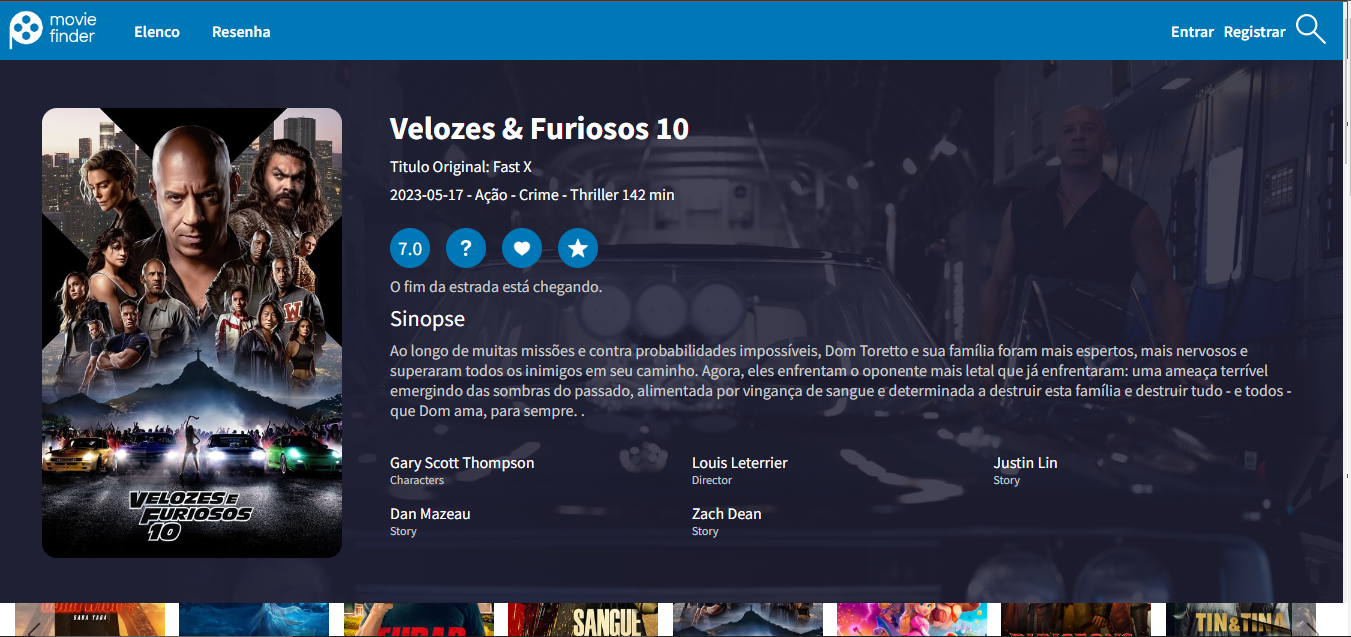 movie
finder
Elenco
Resenha
Entrar
Registrar
Velozes & Furiosos 10
Titulo Original: Fast X
2023-05-17 - Ação - Crime - Thriller 142 min
7.0
?
O fim da estrada está chegando.
Sinopse
Ao longo de muitas missões e contra probabilidades impossíveis, Dom Toretto e sua família foram mais espertos, mais nervosos e
superaram todos os inimigos em seu caminho. Agora, eles enfrentam o oponente mais letal que já enfrentaram: uma ameaça terrível
emergindo das sombras do passado, alimentada por vingança de sangue e determinada a destruir esta família e destruir tudo - e todos -
que Dom ama, para sempre. .
Gary Scott Thompson
Characters
Louis Leterrier
Director
Justin Lin
Story
Dan Mazeau
Story
Zach Dean
Story
VELOZES E
FURIOSOS
10
BABA YAGA
SANGUE
TIN&TINA